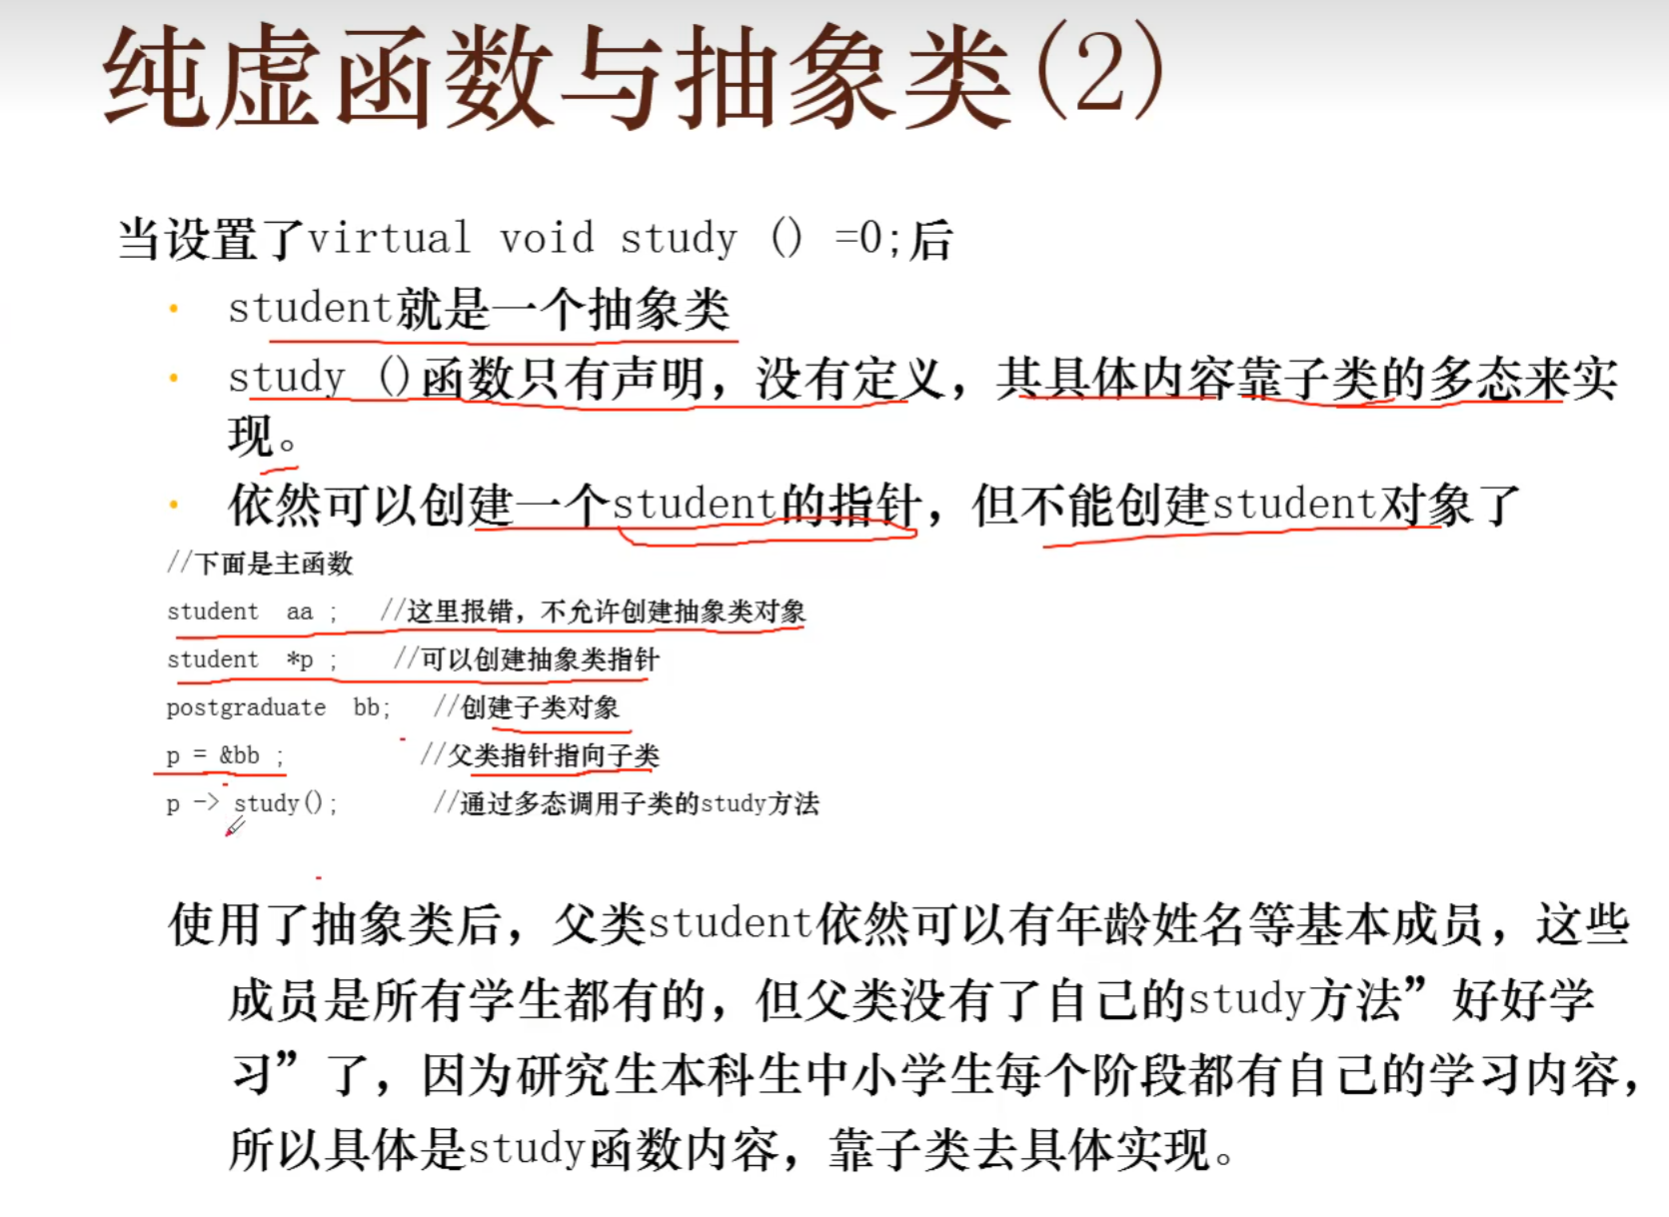 纯虚函数与抽象类(2)
当设置了virtual void study () =0;后
• student就是一个抽象类
• study ()函数只有声明，没有定义，其具体内容靠子类的多态来实
现。
• 依然可以创建一个student的指针，但不能创建student对象了
//下面是主函数
student aa ; //这里报错，不允许创建抽象类对象
student *p ; //可以创建抽象类指针
postgraduate bb; //创建子类对象
p = &bb ; //父类指针指向子类
p -> study(); //通过多态调用子类的study方法
使用了抽象类后，父类student依然可以有年龄姓名等基本成员，这些
成员是所有学生都有的，但父类没有了自己的study方法”好好学
习”了，因为研究生本科生中小学生每个阶段都有自己的学习内容，
所以具体是study函数内容，靠子类去具体实现。